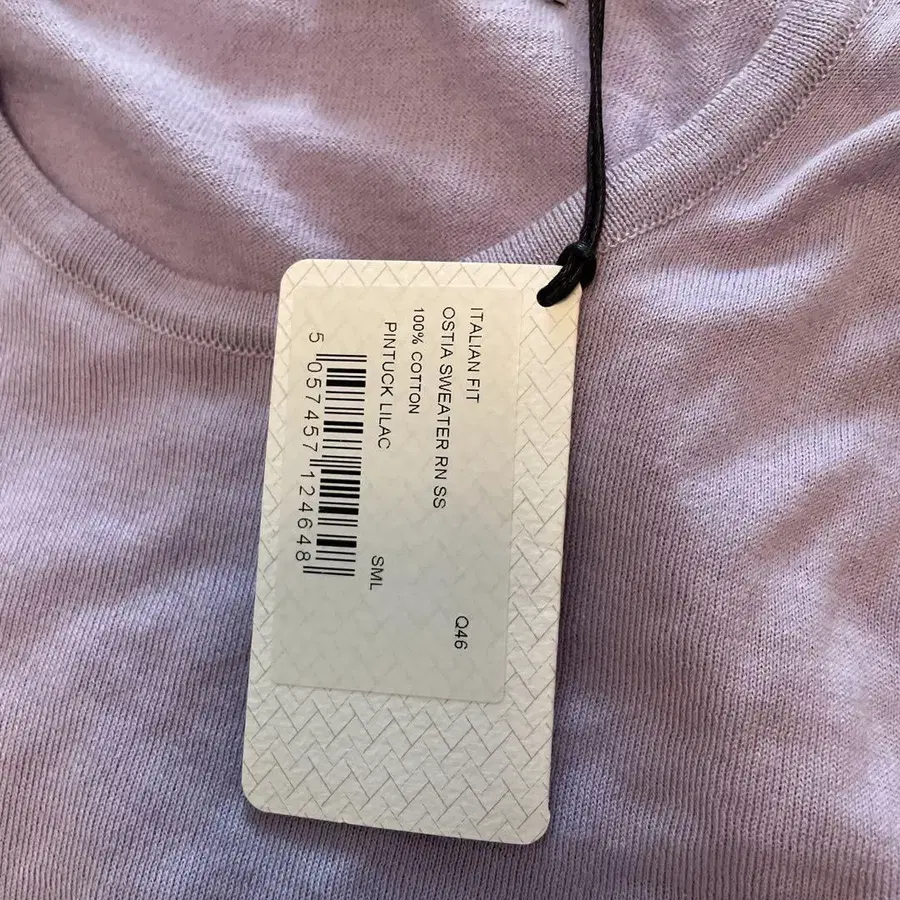 ITALIAN FIT
OSTIA SWEATER RN SS Q46
100% COTTON
PINTUCK LILAC SML
5 057457 124648